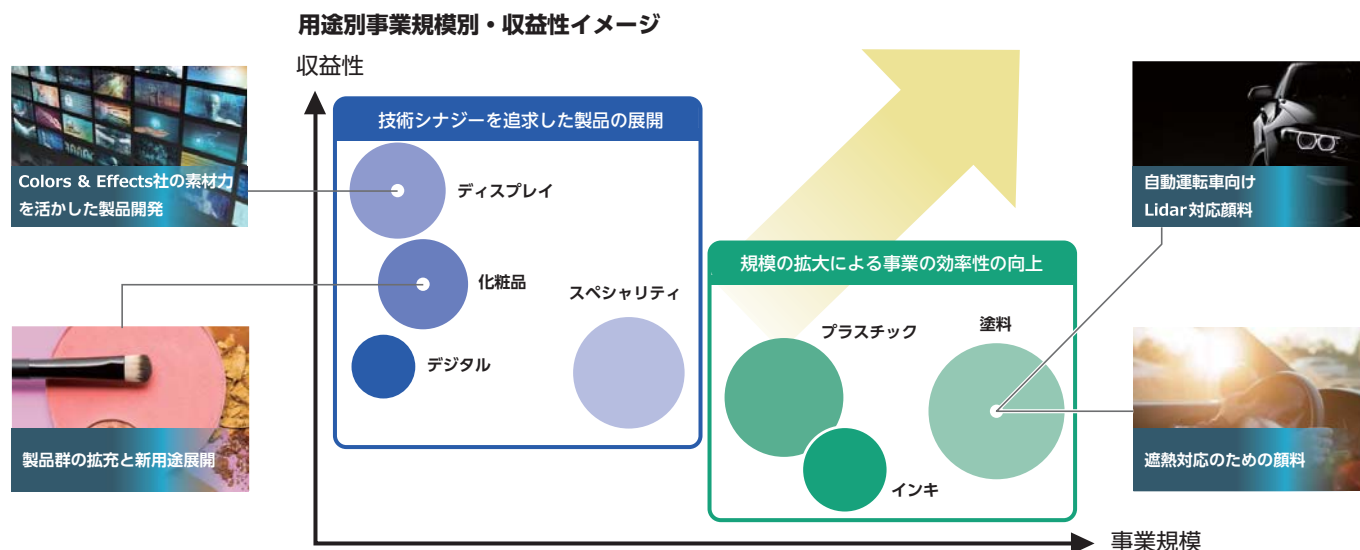 用途別事業規模別・収益性イメージ
収益性
技術シナジーを追求した製品の展開
ディスプレイ
化粧品
スペシャリティ
デジタル
Colors & Effects社の素材力
を活かした製品開発
製品群の拡充と新用途展開
規模の拡大による事業の効率性の向上
プラスチック
塗料
インキ
自動運転車向け
Lidar対応顔料
遮熱対応のための顔料
事業規模